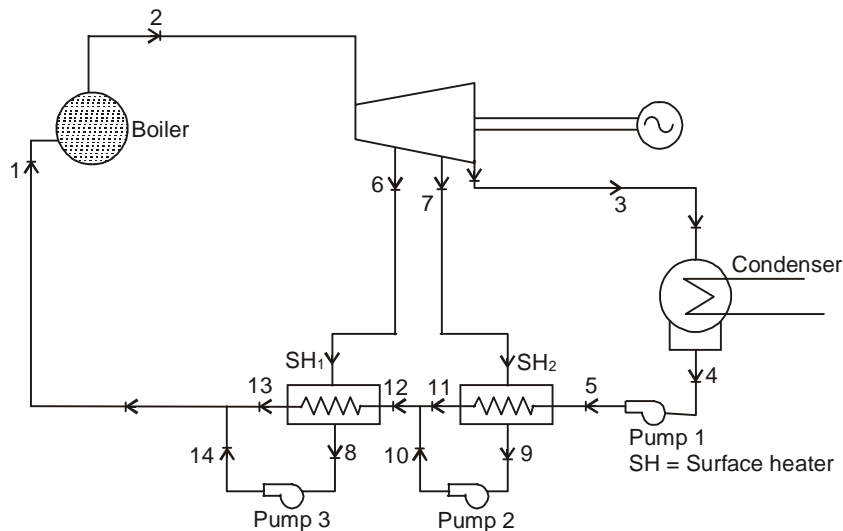 2
Boiler
1
6
7
3
Condenser
SH₁
SH₂
13
12
11
5
4
Pump 1
SH = Surface heater
14
8
10
9
Pump 3
Pump 2